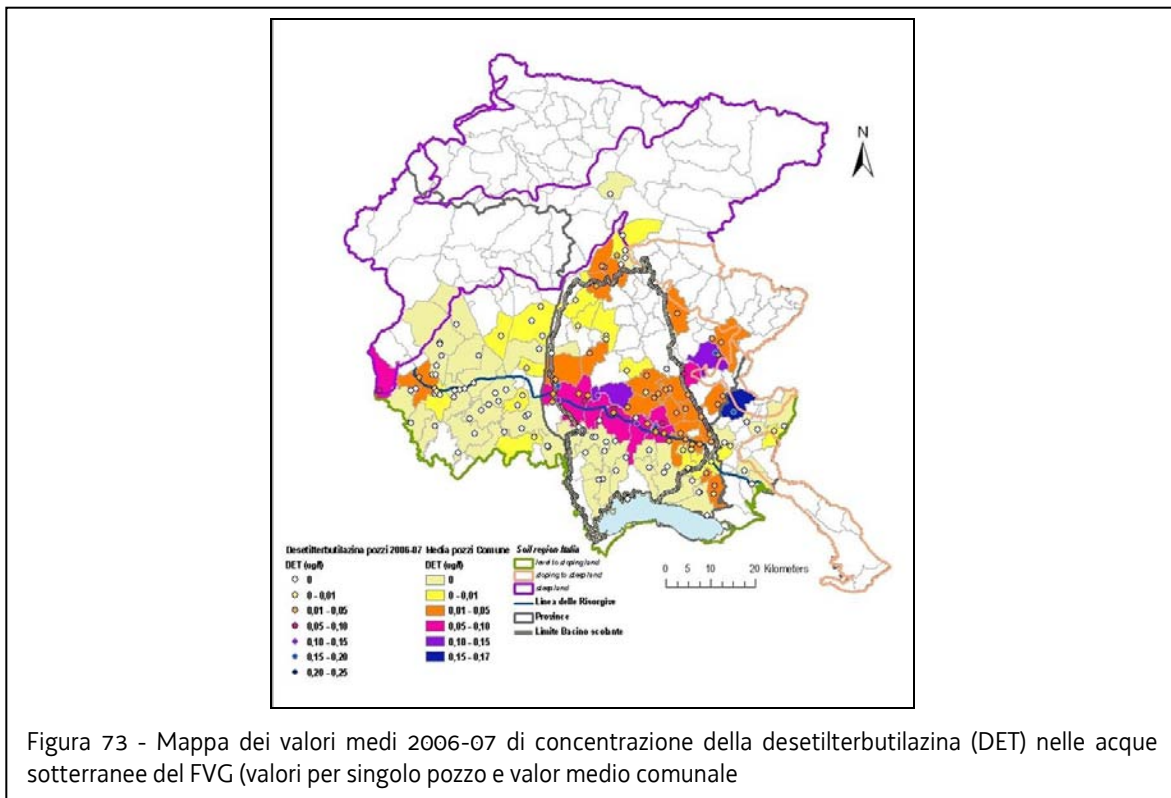 N
Desetilterbutilazina pozzi 2006-07
DET (ug/l)
0
0 - 0,01
0,01 - 0,05
0,05 - 0,10
0,10 - 0,15
0,15 - 0,20
0,20 - 0,25
Media pozzi Comune
DET (ug/l)
0
0 - 0,01
0,01 - 0,05
0,05 - 0,10
0,10 - 0,15
0,15 - 0,17
Soil region Italia
level to sloping land
sloping to steep land
steep land
Linea delle Risorgive
Province
Limite Bacino scolante
0 5 10 20 Kilometers
Figura 73 - Mappa dei valori medi 2006-07 di concentrazione della desetilterbutilazina (DET) nelle acque
sotterranee del FVG (valori per singolo pozzo e valor medio comunale